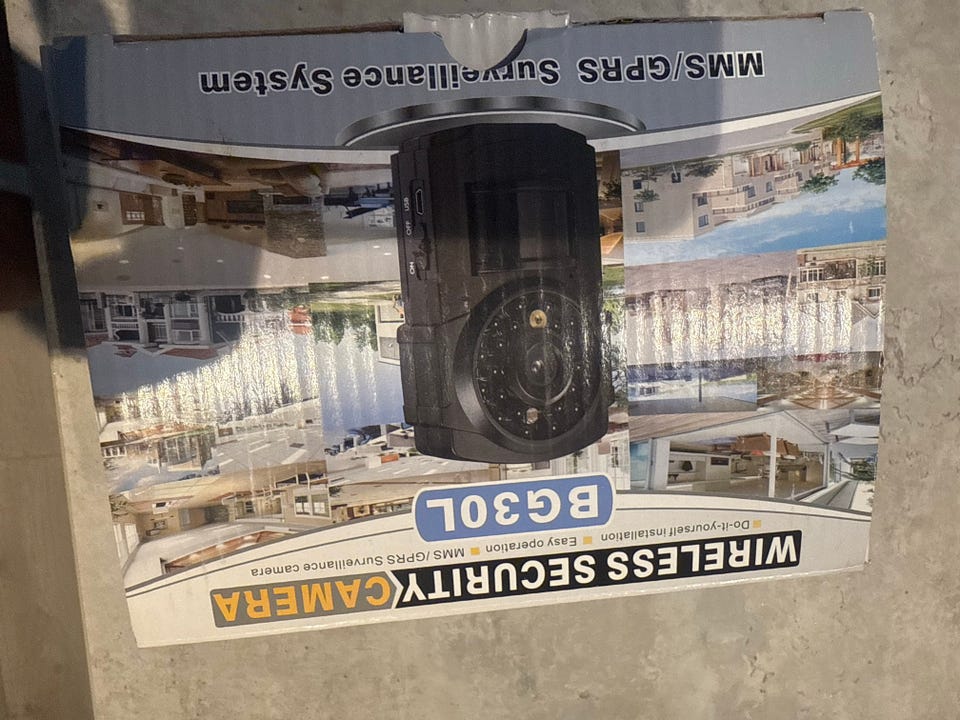 WIRELESS SECURITY CAMERA
Do-it-yourself installation Easy operation MMS/GPRS Surveillance camera
BG30L
ON OFF USB
MMS/GPRS Surveillance System